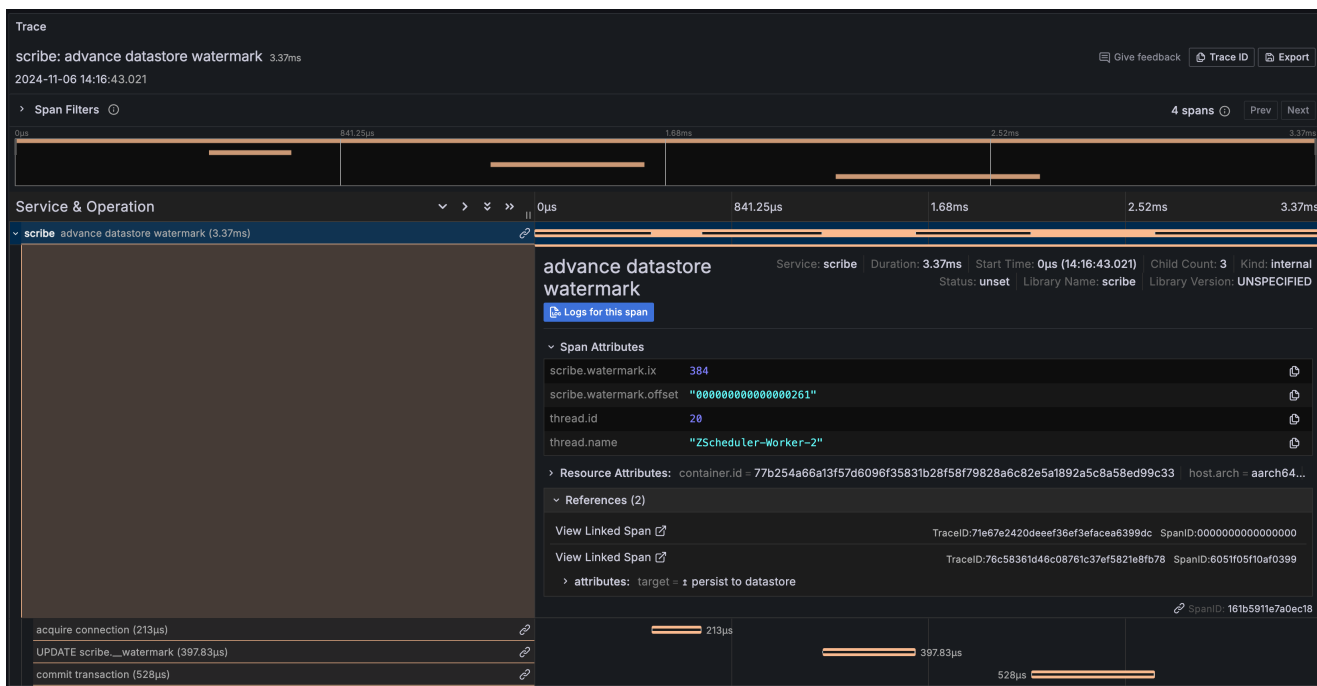 Trace
scribe: advance datastore watermark 3.37ms
Give feedback Trace ID Export
2024-11-06 14:16:43.021
Span Filters
4 spans Prev Next
0μs 841.25μs 1.68ms 2.52ms 3.37ms
Service & Operation 0μs 841.25μs 1.68ms 2.52ms 3.37ms
scribe advance datastore watermark (3.37ms)
advance datastore watermark
Service: scribe Duration: 3.37ms Start Time: 0μs (14:16:43.021) Child Count: 3 Kind: internal
Status: unset Library Name: scribe Library Version: UNSPECIFIED
Logs for this span
Span Attributes
scribe.watermark.ix 384
scribe.watermark.offset "000000000000000261"
thread.id 20
thread.name "ZScheduler-Worker-2"
Resource Attributes: container.id = 77b254a66a13f57d6096f35831b28f58f79828a6c82e5a1892a5c8a58ed99c33 host.arch = aarch64...
References (2)
View Linked Span TraceID:71e67e2420deeef36ef3efacea6399dc SpanID:0000000000000000
View Linked Span TraceID:76c58361d46c08761c37ef5821e8fb78 SpanID:6051f05f10af0399
attributes: target = ↥ persist to datastore
SpanID: 161b5911e7a0ec18
acquire connection (213μs) 213μs
UPDATE scribe.__watermark (397.83μs) 397.83μs
commit transaction (528μs) 528μs